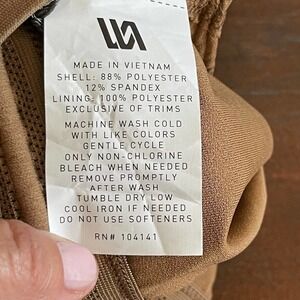 MADE IN VIETNAM
SHELL: 88% POLYESTER
12% SPANDEX
LINING: 100% POLYESTER
EXCLUSIVE OF TRIMS
MACHINE WASH COLD
WITH LIKE COLORS
GENTLE CYCLE
ONLY NON-CHLORINE
BLEACH WHEN NEEDED
REMOVE PROMPTLY
AFTER WASH
TUMBLE DRY LOW
COOL IRON IF NEEDED
DO NOT USE SOFTENERS
RN# 104141